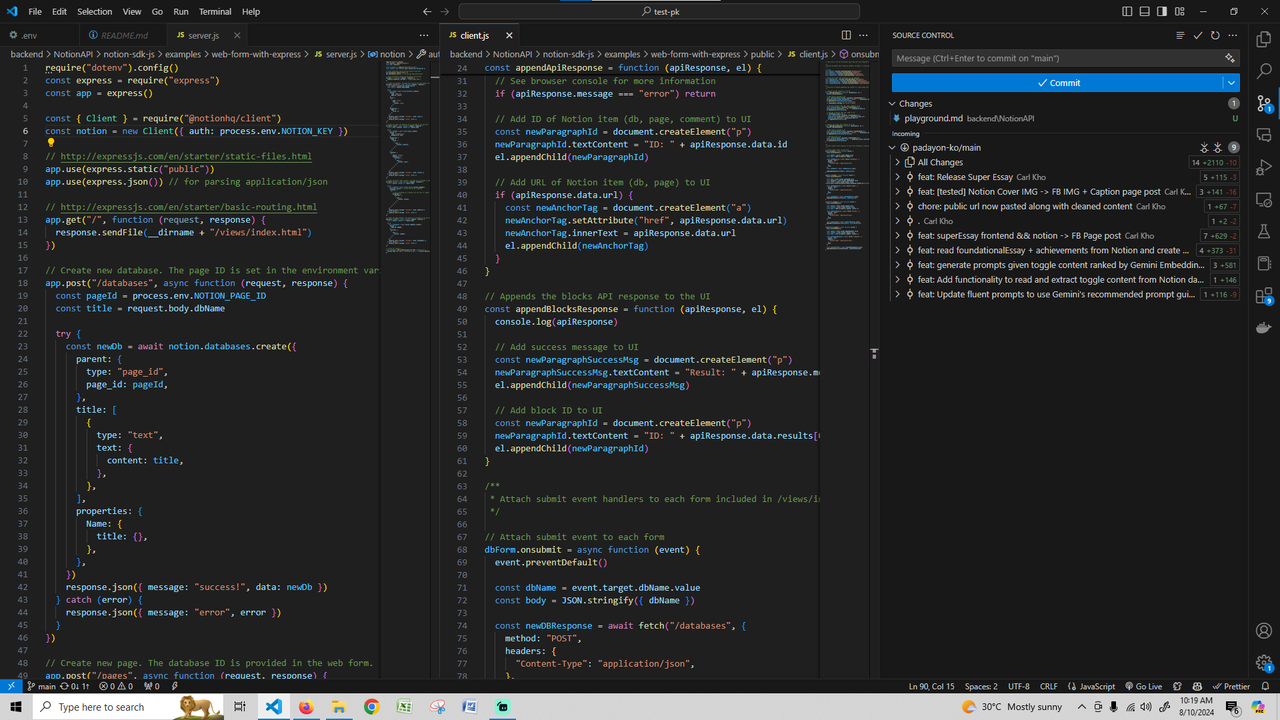 File Edit Selection View Go Run Terminal Help
test-pk
.env
README.md
server.js
backend > NotionAPI > notion-sdk-js > examples > web-form-with-express > server.js > notion
1 require("dotenv").config()
2 const express = require("express")
3 const app = express()
4
5 const { Client } = require("@notionhq/client")
6 const notion = new Client({ auth: process.env.NOTION_KEY })
7
8 // http://expressjs.com/en/starter/static-files.html
9 app.use(express.static("public"))
10 app.use(express.json()) // for parsing application/json
11
12 // http://expressjs.com/en/starter/basic-routing.html
13 app.get("/", function (request, response) {
14 response.sendFile(__dirname + "/views/index.html")
15 })
16
17 // Create new database. The page ID is set in the environment var
18 app.post("/databases", async function (request, response) {
19 const pageId = process.env.NOTION_PAGE_ID
20 const title = request.body.dbName
21
22 try {
23 const newDb = await notion.databases.create({
24 parent: {
25 type: "page_id",
26 page_id: pageId,
27 },
28 title: [
29 {
30 type: "text",
31 text: {
32 content: title,
33 },
34 },
35 ],
36 properties: {
37 Name: {
38 title: {},
39 },
40 },
41 })
42 response.json({ message: "success!", data: newDb })
43 } catch (error) {
44 response.json({ message: "error", error })
45 }
46 })
47
48 // Create new page. The database ID is provided in the web form.
49 app.post("/pages", async function (request, response) {
client.js
backend > NotionAPI > notion-sdk-js > examples > web-form-with-express > public > client.js > onsubm
24 const appendApiResponse = function (apiResponse, el) {
31 // See browser console for more information
32 if (apiResponse.message === "error") return
33
34 // Add ID of Notion item (db, page, comment) to UI
35 const newParagraphId = document.createElement("p")
36 newParagraphId.textContent = "ID: " + apiResponse.data.id
37 el.appendChild(newParagraphId)
38
39 // Add URL of Notion item (db, page) to UI
40 if (apiResponse.data.url) {
41 const newAnchorTag = document.createElement("a")
42 newAnchorTag.setAttribute("href", apiResponse.data.url)
43 newAnchorTag.innerText = apiResponse.data.url
44 el.appendChild(newAnchorTag)
45 }
46 }
47
48 // Appends the blocks API response to the UI
49 const appendBlocksResponse = function (apiResponse, el) {
50 console.log(apiResponse)
51
52 // Add success message to UI
53 const newParagraphSuccessMsg = document.createElement("p")
54 newParagraphSuccessMsg.textContent = "Result: " + apiResponse.me
55 el.appendChild(newParagraphSuccessMsg)
56
57 // Add block ID to UI
58 const newParagraphId = document.createElement("p")
59 newParagraphId.textContent = "ID: " + apiResponse.data.results[
60 el.appendChild(newParagraphId)
61 }
62
63 /**
64 * Attach submit event handlers to each form included in /views/i
65 */
66
67 // Attach submit event to each form
68 dbForm.onsubmit = async function (event) {
69 event.preventDefault()
70
71 const dbName = event.target.dbName.value
72 const body = JSON.stringify({ dbName })
73
74 const newDBResponse = await fetch("/databases", {
75 method: "POST",
76 headers: {
77 "Content-Type": "application/json",
78 },
SOURCE CONTROL
Message (Ctrl+Enter to commit on "main")
Commit
Changes 1
playground.md backend\NotionAPI U
Incoming
padayon-ko/main 9
All Changes 14 +2110 -10
feat: Release Super Essay Carl Kho 5 +115 -3
feat: [tested] Notion Cover IMG -> FB IMG + Copy to page post Carl K... 3 +141 -16
chore: public url now pasted along with cleaned content Carl Kho 1 +67 -7
. Carl Kho 1 +2 -2
feat: superEssay frontend && notion -> FB Page post Carl Kho 7 +629 -2
feat: read foundationalEssay + achievements from Notion and create ... 4 +373 -31
feat: generate prompts given toggle content ranked by Gemini Embeddin... 3 +581
feat: Add functionality to read and extract toggle content from Notion da... 1 +146
feat: Update fluent prompts to use Gemini's recommended prompt gui... 1 +116 -9
main 0↓ 1↑ 0 0 0
Ln 90, Col 15 Spaces: 2 UTF-8 CRLF JavaScript Go Live Prettier
Type here to search
30°C Mostly sunny
10:19 AM
8/10/2024